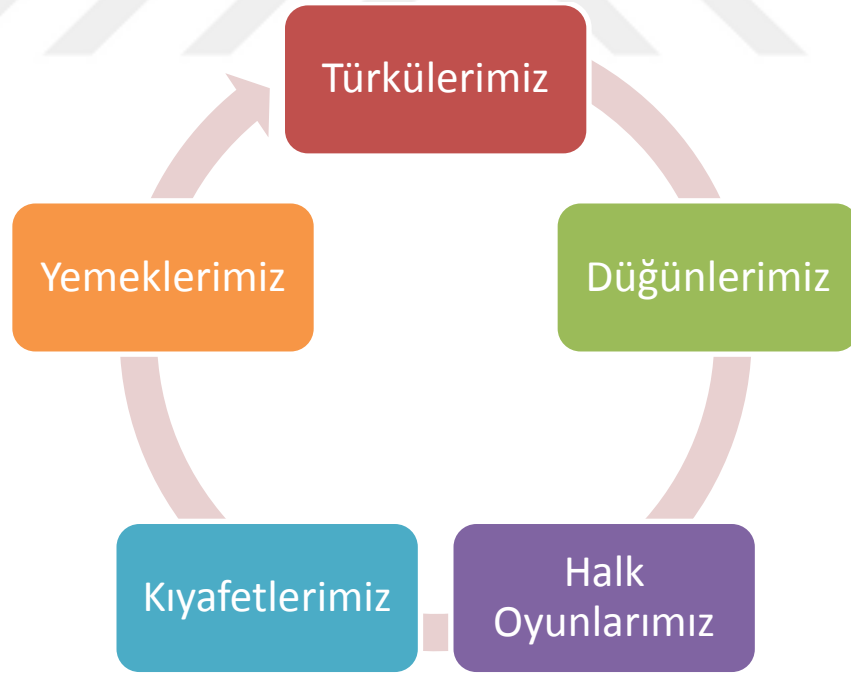 Türkülerimiz
Düğünlerimiz
Halk
Oyunlarımız
Kıyafetlerimiz
Yemeklerimiz